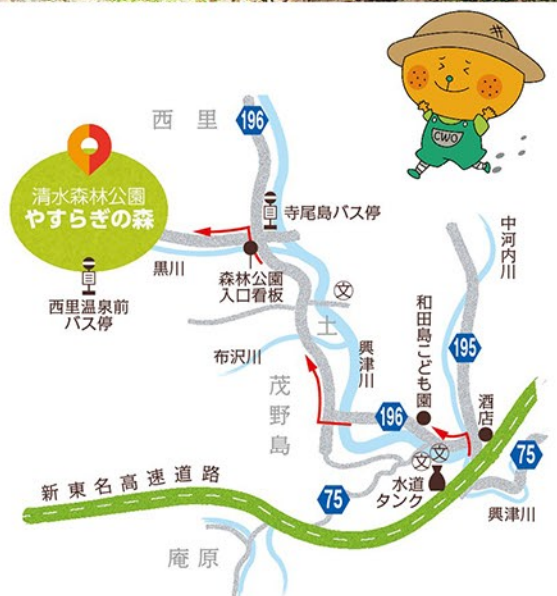 CWO
西里
196
清水森林公園
やすらぎの森
寺尾島バス停
黒川
森林公園
入口看板
西里温泉前
バス停
文
土
中河内川
和田島こども園
布沢川
興津川
195
茂野島
196
酒店
文
文
75
水道
タンク
新東名高速道路
75
興津川
庵原